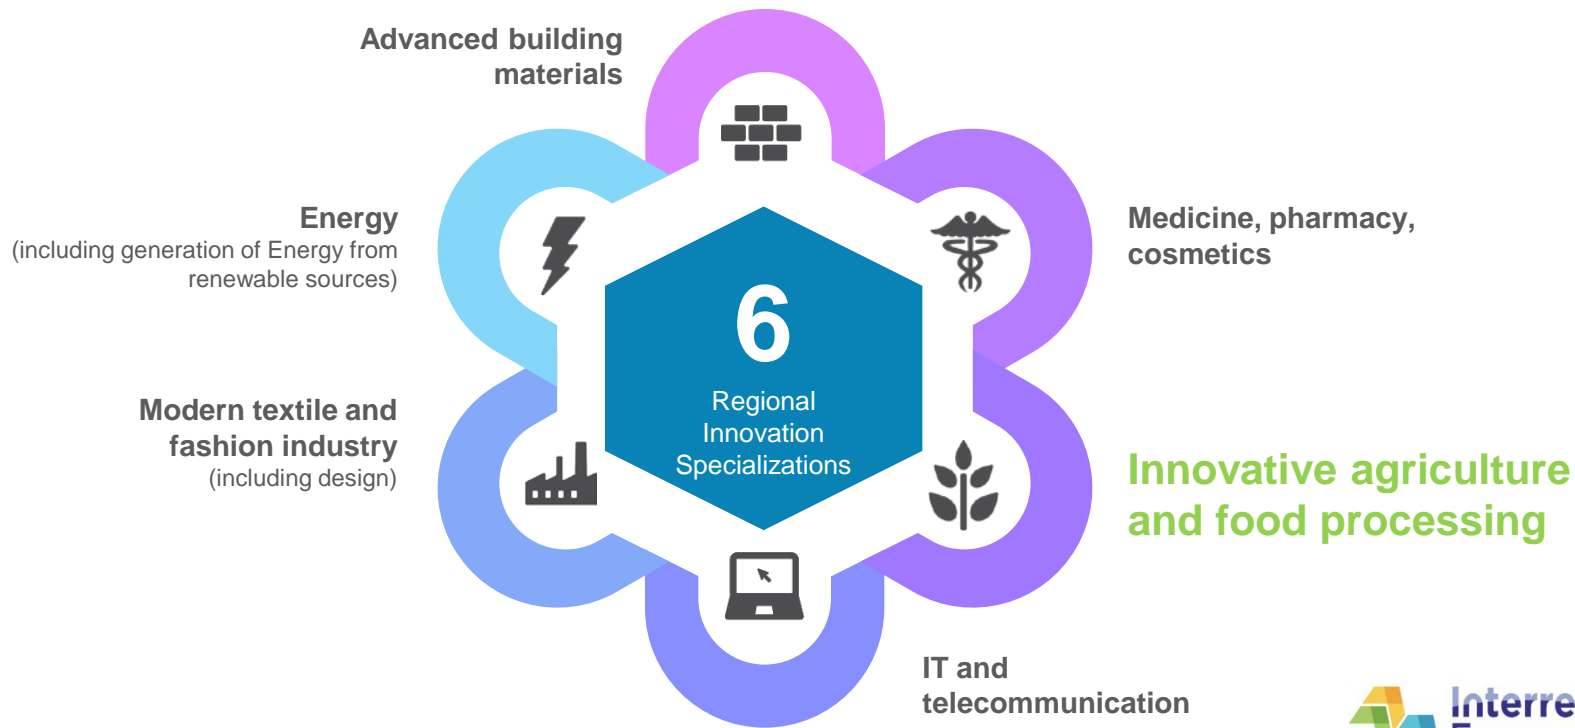 Advanced building
materials
Energy
(including generation of Energy from
renewable sources)
Medicine, pharmacy,
cosmetics
6
Regional
Innovation
Specializations
Modern textile and
fashion industry
(including design)
Innovative agriculture
and food processing
IT and
telecommunication
Interre